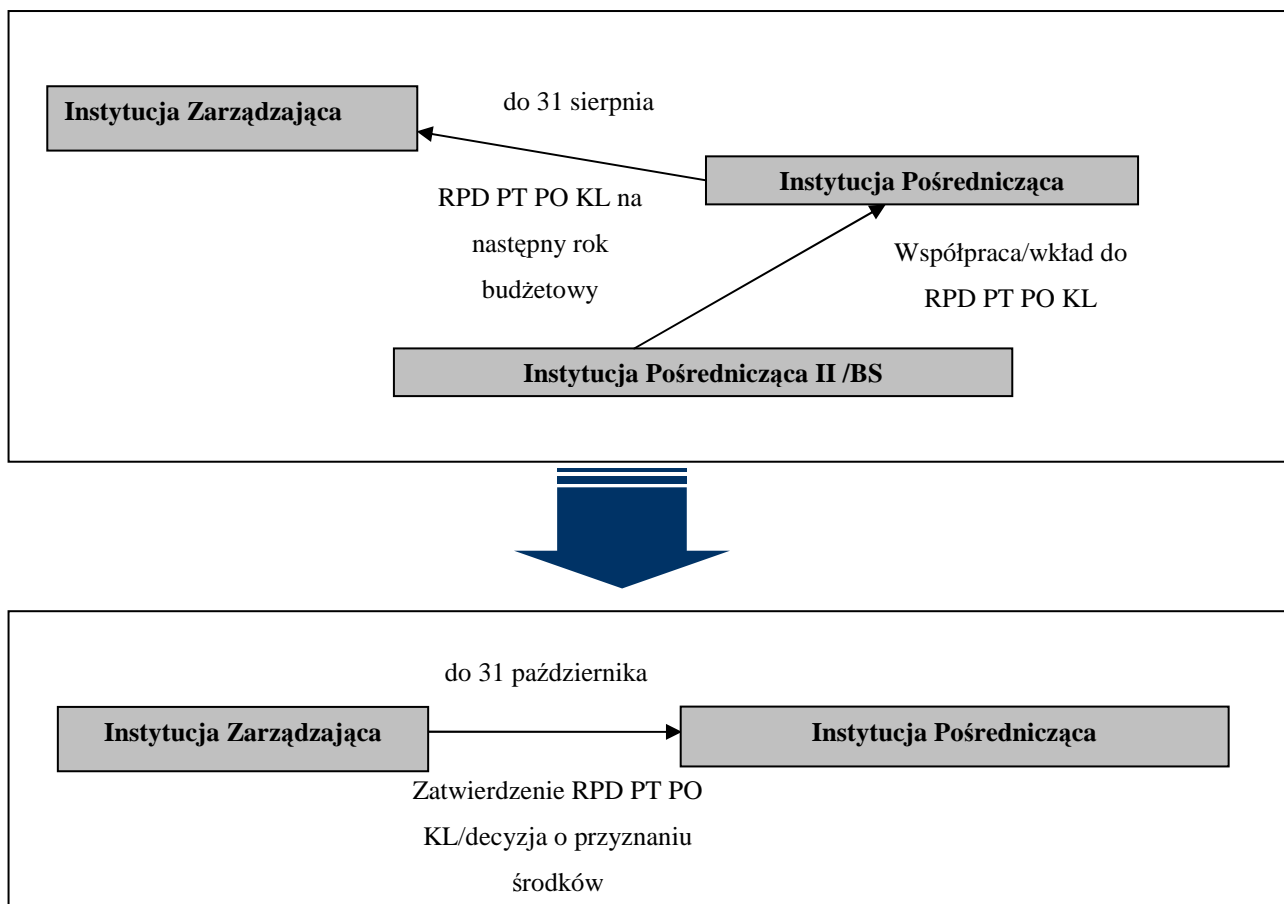 do 31 sierpnia
Instytucja Zarządzająca
Instytucja Pośrednicząca
RPD PT PO KL na
następny rok
budżetowy
Współpraca/wkład do
RPD PT PO KL
Instytucja Pośrednicząca II /BS
do 31 października
Instytucja Zarządzająca
Instytucja Pośrednicząca
Zatwierdzenie RPD PT PO
KL/decyzja o przyznaniu
środków